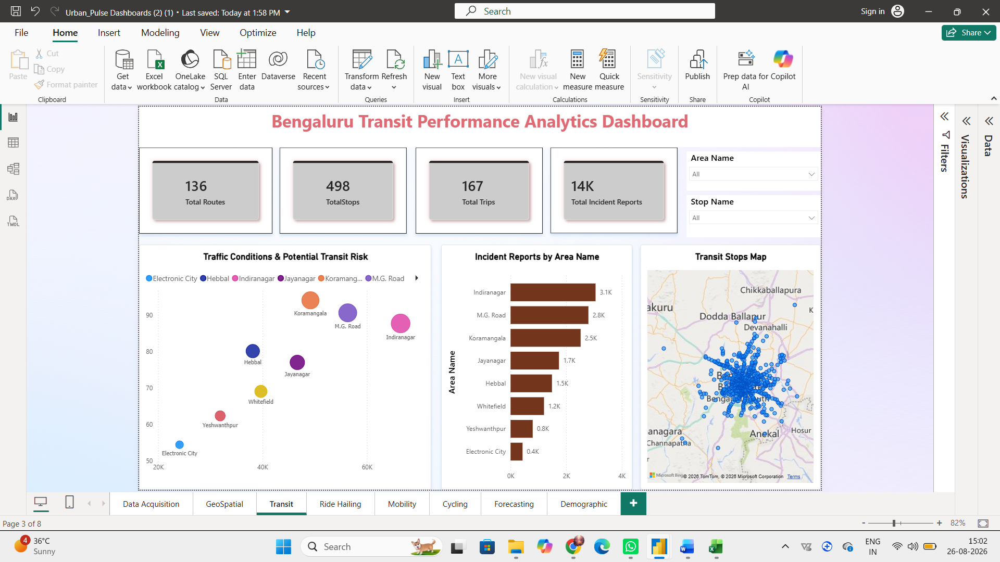 Urban_Pulse Dashboards (2) (1) • Last saved: Today at 1:58 PM
Search
Sign in
File
Home
Insert
Modeling
View
Optimize
Help
Share
Paste
Cut
Copy
Format painter
Clipboard
Get data
Excel workbook
OneLake catalog
SQL Server
Enter data
Dataverse
Recent sources
Data
Transform data
Refresh
Queries
New visual
Text box
More visuals
Insert
New visual calculation
New measure
Quick measure
Calculations
Sensitivity
Sensitivity
Publish
Share
Prep data for AI
Copilot
Copilot
DAX
TMDL
Bengaluru Transit Performance Analytics Dashboard
136
Total Routes
498
TotalStops
167
Total Trips
14K
Total Incident Reports
Area Name
All
Stop Name
All
Filters
Visualizations
Data
Traffic Conditions & Potential Transit Risk
Electronic City
Hebbal
Indiranagar
Jayanagar
Koramang...
M.G. Road
90
80
70
60
50
20K
40K
60K
Koramangala
M.G. Road
Indiranagar
Hebbal
Jayanagar
Whitefield
Yeshwanthpur
Electronic City
Incident Reports by Area Name
Area Name
Indiranagar 3.1K
M.G. Road 2.8K
Koramangala 2.5K
Jayanagar 1.7K
Hebbal 1.5K
Whitefield 1.2K
Yeshwanthpur 0.8K
Electronic City 0.4K
0K
2K
4K
Transit Stops Map
Chikkaballapura
akuru
K
Dodda Ballapur
Devanahalli
anagara
Anekal
Hosur
Channapatna
r
Microsoft Bing
© 2026 TomTom, © 2026 Microsoft Corporation
Terms
Data Acquisition
GeoSpatial
Transit
Ride Hailing
Mobility
Cycling
Forecasting
Demographic
+
Page 3 of 8
- + 82%
4
36°C
Sunny
Search
ENG
IN
15:02
26-08-2026